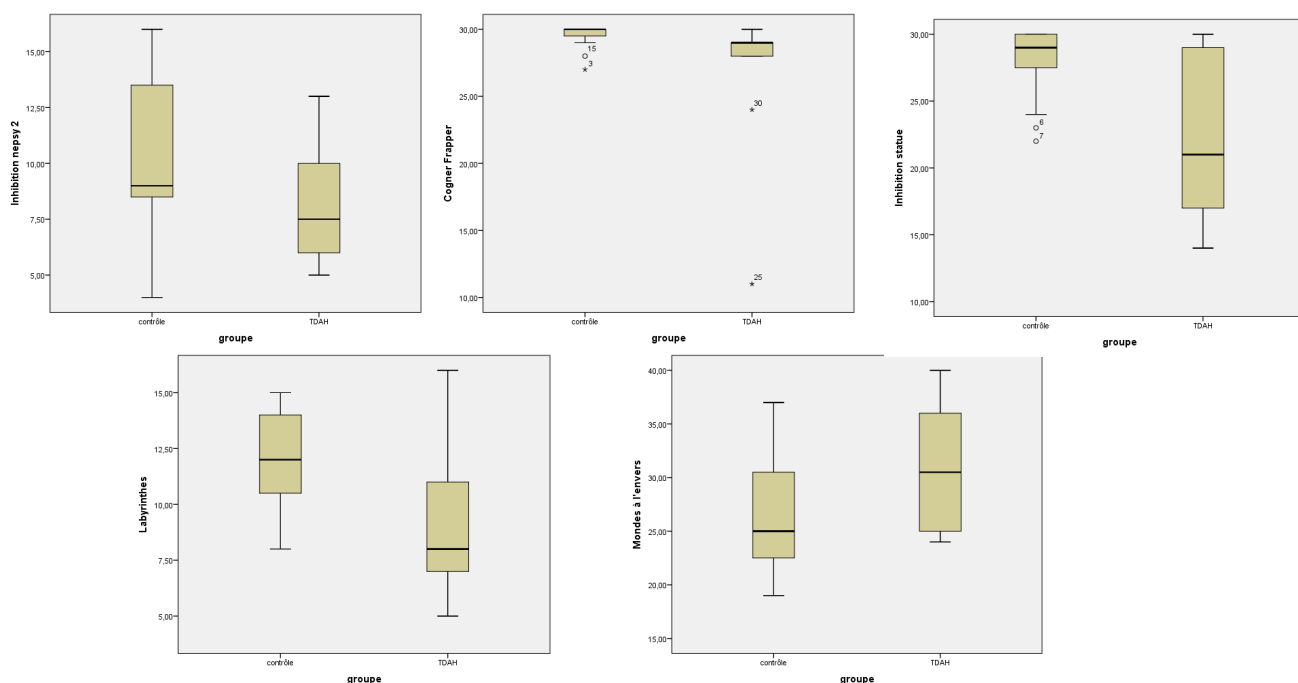 Inhibition nepsy 2
15,00
12,50
10,00
7,50
5,00
contrôle
TDAH
groupe
Cogner Frapper
30,00
25,00
20,00
15,00
10,00
15
3
30
25
contrôle
TDAH
groupe
Inhibition statue
30,00
25,00
20,00
15,00
10,00
6
7
contrôle
TDAH
groupe
Labyrinthes
15,00
12,50
10,00
7,50
5,00
contrôle
TDAH
groupe
Mondes à l'envers
40,00
35,00
30,00
25,00
20,00
15,00
contrôle
TDAH
groupe